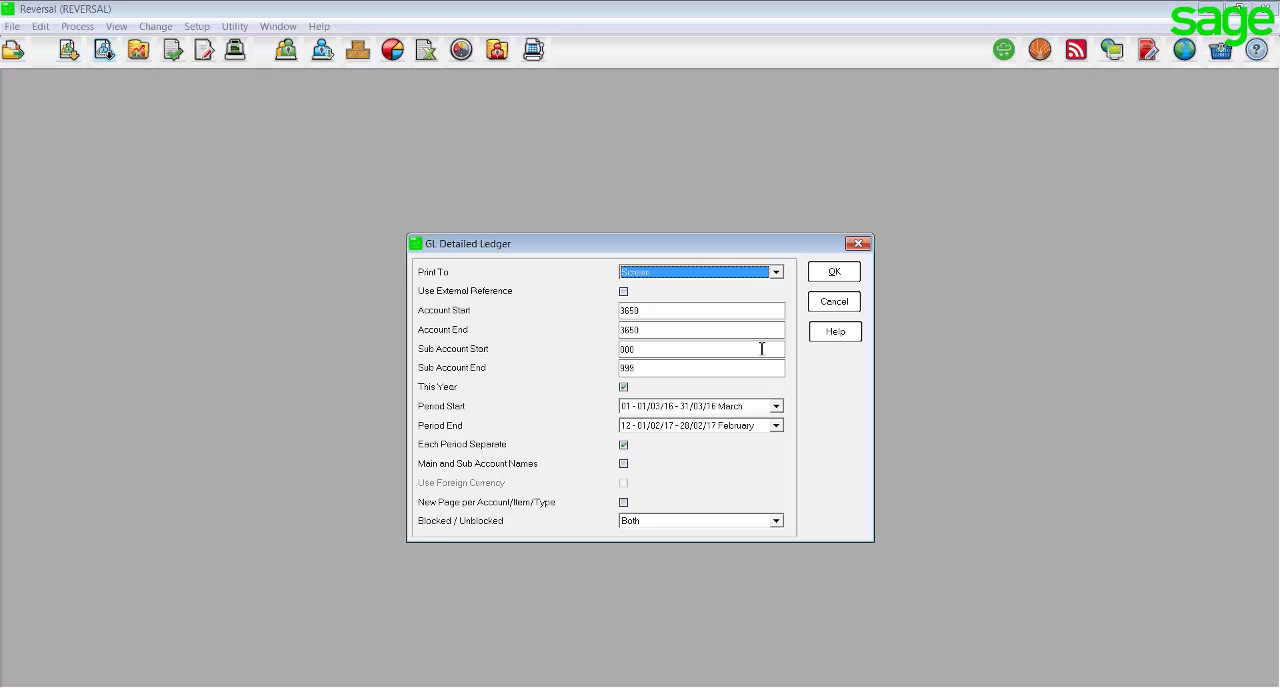 Reversal (REVERSAL)
sage
File Edit Process View Change Setup Utility Window Help
GL Detailed Ledger
Print To Screen OK
Use External Reference
Account Start 3650 Cancel
Account End 3650 Help
Sub Account Start 000
Sub Account End 999
This Year
Period Start 01 - 01/03/16 - 31/03/16 March
Period End 12 - 01/02/17 - 28/02/17 February
Each Period Separate
Main and Sub Account Names
Use Foreign Currency
New Page per Account/Item/Type
Blocked / Unblocked Both